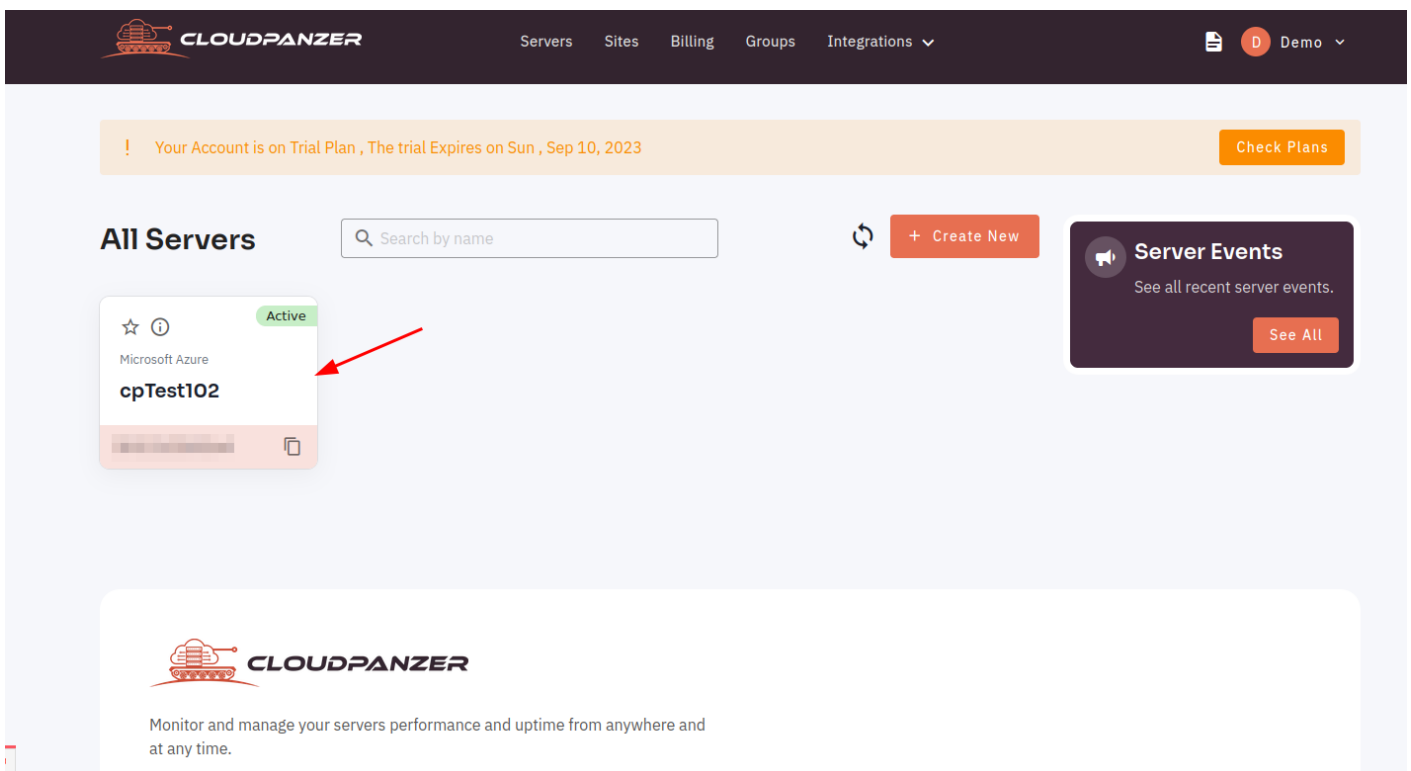 CLOUDPANZER
Servers Sites Billing Groups Integrations
D Demo
! Your Account is on Trial Plan , The trial Expires on Sun , Sep 10, 2023
Check Plans
All Servers
Search by name
+ Create New
Server Events
See all recent server events.
See All
Active
Microsoft Azure
cpTest102
CLOUDPANZER
Monitor and manage your servers performance and uptime from anywhere and
at any time.